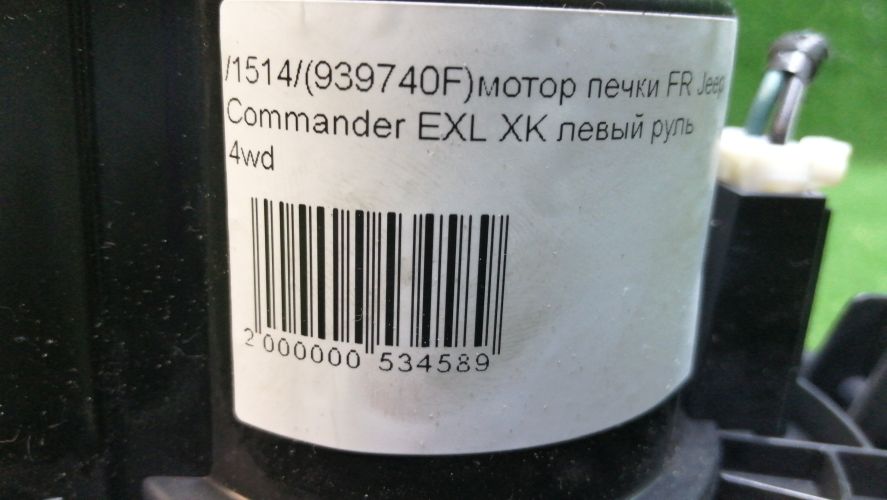 /1514/(939740F)мотор печки FR Jeep
Commander EXL XK левый руль
4wd
2 000000 534589